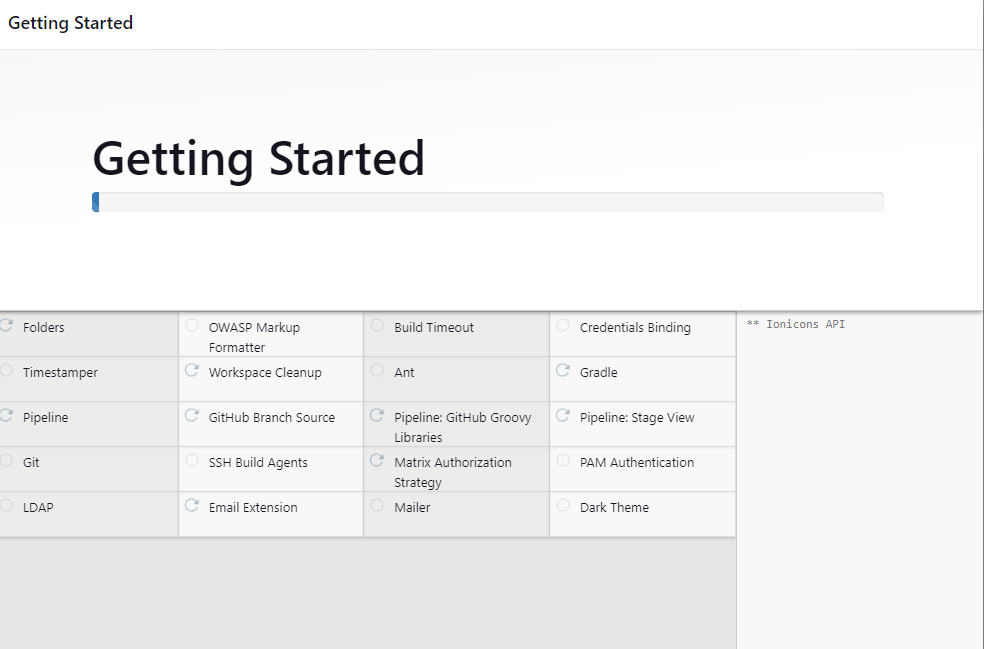 Getting Started
Getting Started
Folders
OWASP Markup
Formatter
Build Timeout
Credentials Binding
** Ionicons API
Timestamper
Workspace Cleanup
Ant
Gradle
Pipeline
GitHub Branch Source
Pipeline: GitHub Groovy
Libraries
Pipeline: Stage View
Git
SSH Build Agents
Matrix Authorization
Strategy
PAM Authentication
LDAP
Email Extension
Mailer
Dark Theme